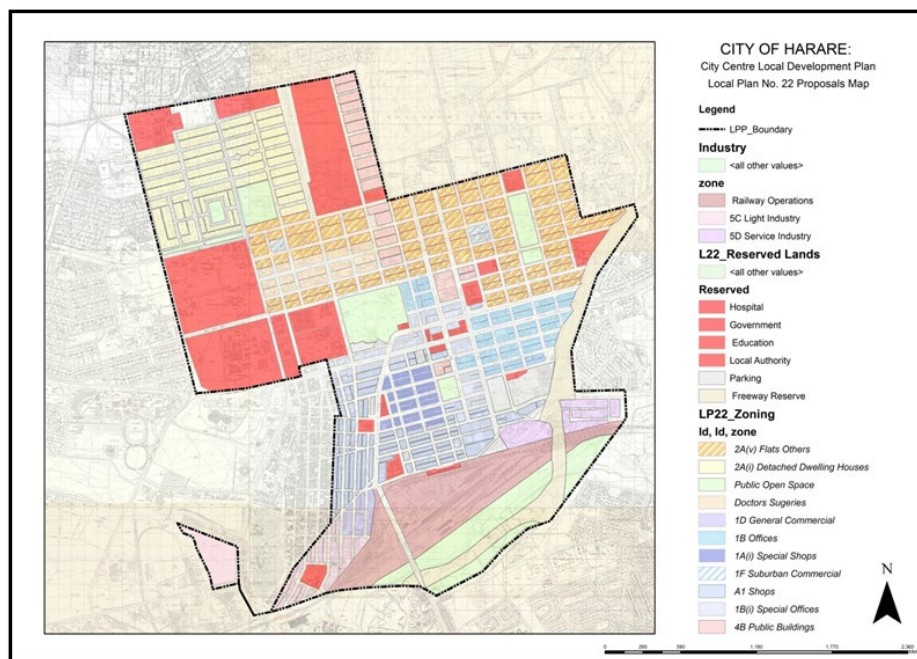 CITY OF HARARE:
City Centre Local Development Plan
Local Plan No. 22 Proposals Map
Legend
LPP_Boundary
Industry
<all other values>
zone
Railway Operations
5C Light Industry
5D Service Industry
L22_Reserved Lands
<all other values>
Reserved
Hospital
Government
Education
Local Authority
Parking
Freeway Reserve
LP22_Zoning
Id, Id, zone
2A(v) Flats Others
2A(i) Detached Dwelling Houses
Public Open Space
Doctors Sugeries
1D General Commercial
1B Offices
1A(i) Special Shops
1F Suburban Commercial
A1 Shops
1B(i) Special Offices
4B Public Buildings
N